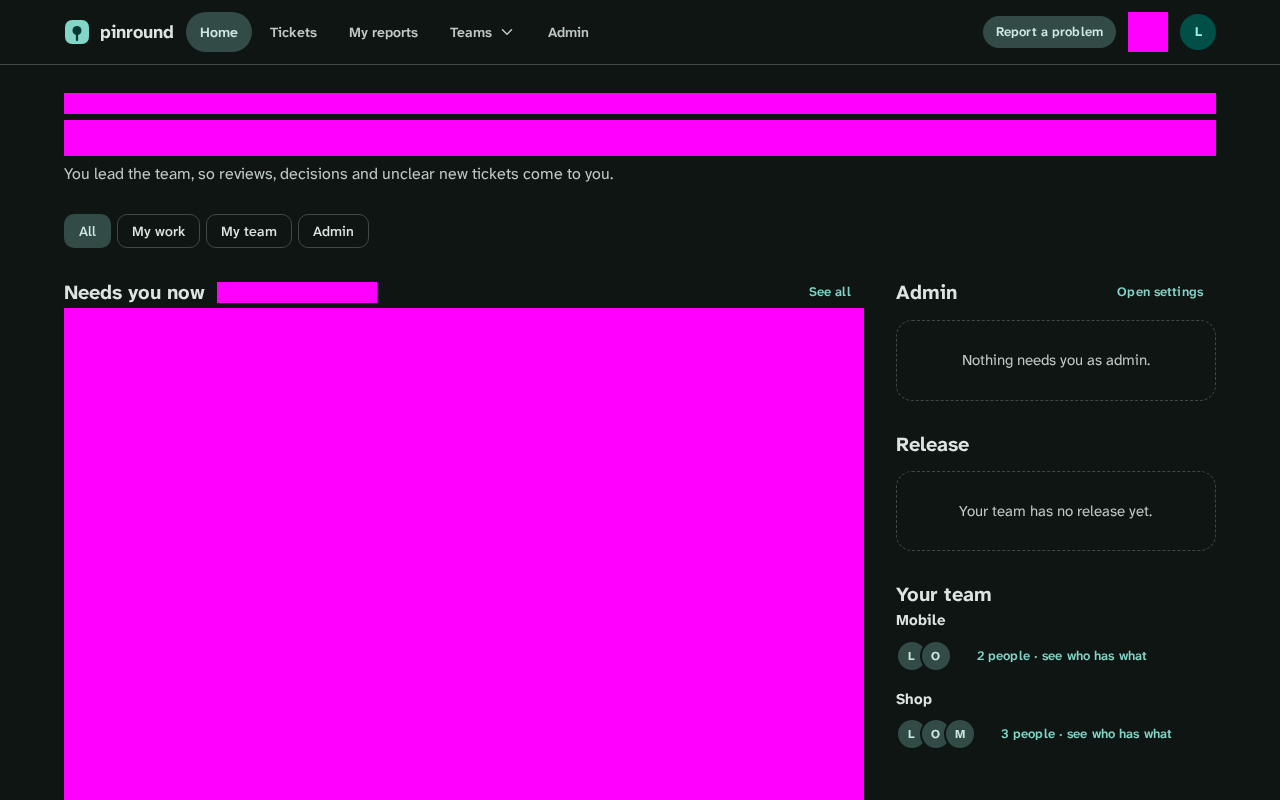 pinround
Home
Tickets
My reports
Teams
Admin
Report a problem
L
You lead the team, so reviews, decisions and unclear new tickets come to you.
All
My work
My team
Admin
Needs you now
See all
Admin
Open settings
Nothing needs you as admin.
Release
Your team has no release yet.
Your team
Mobile
L O
2 people · see who has what
Shop
L O M
3 people · see who has what